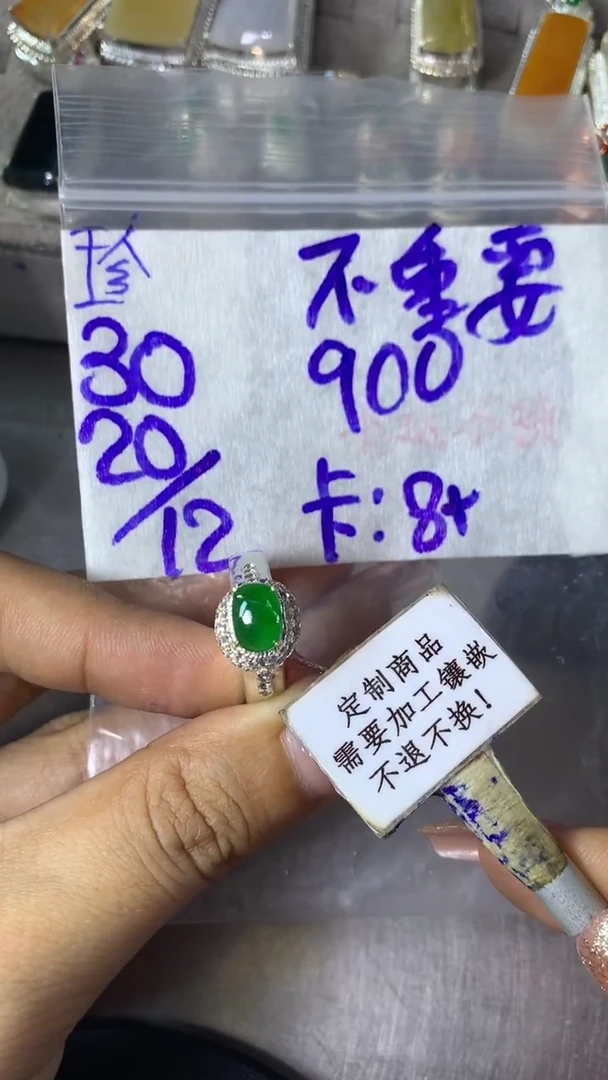 珍
30
20/12
不重要
900
卡:8+
定制商品
需要加工镶嵌
不退不换!